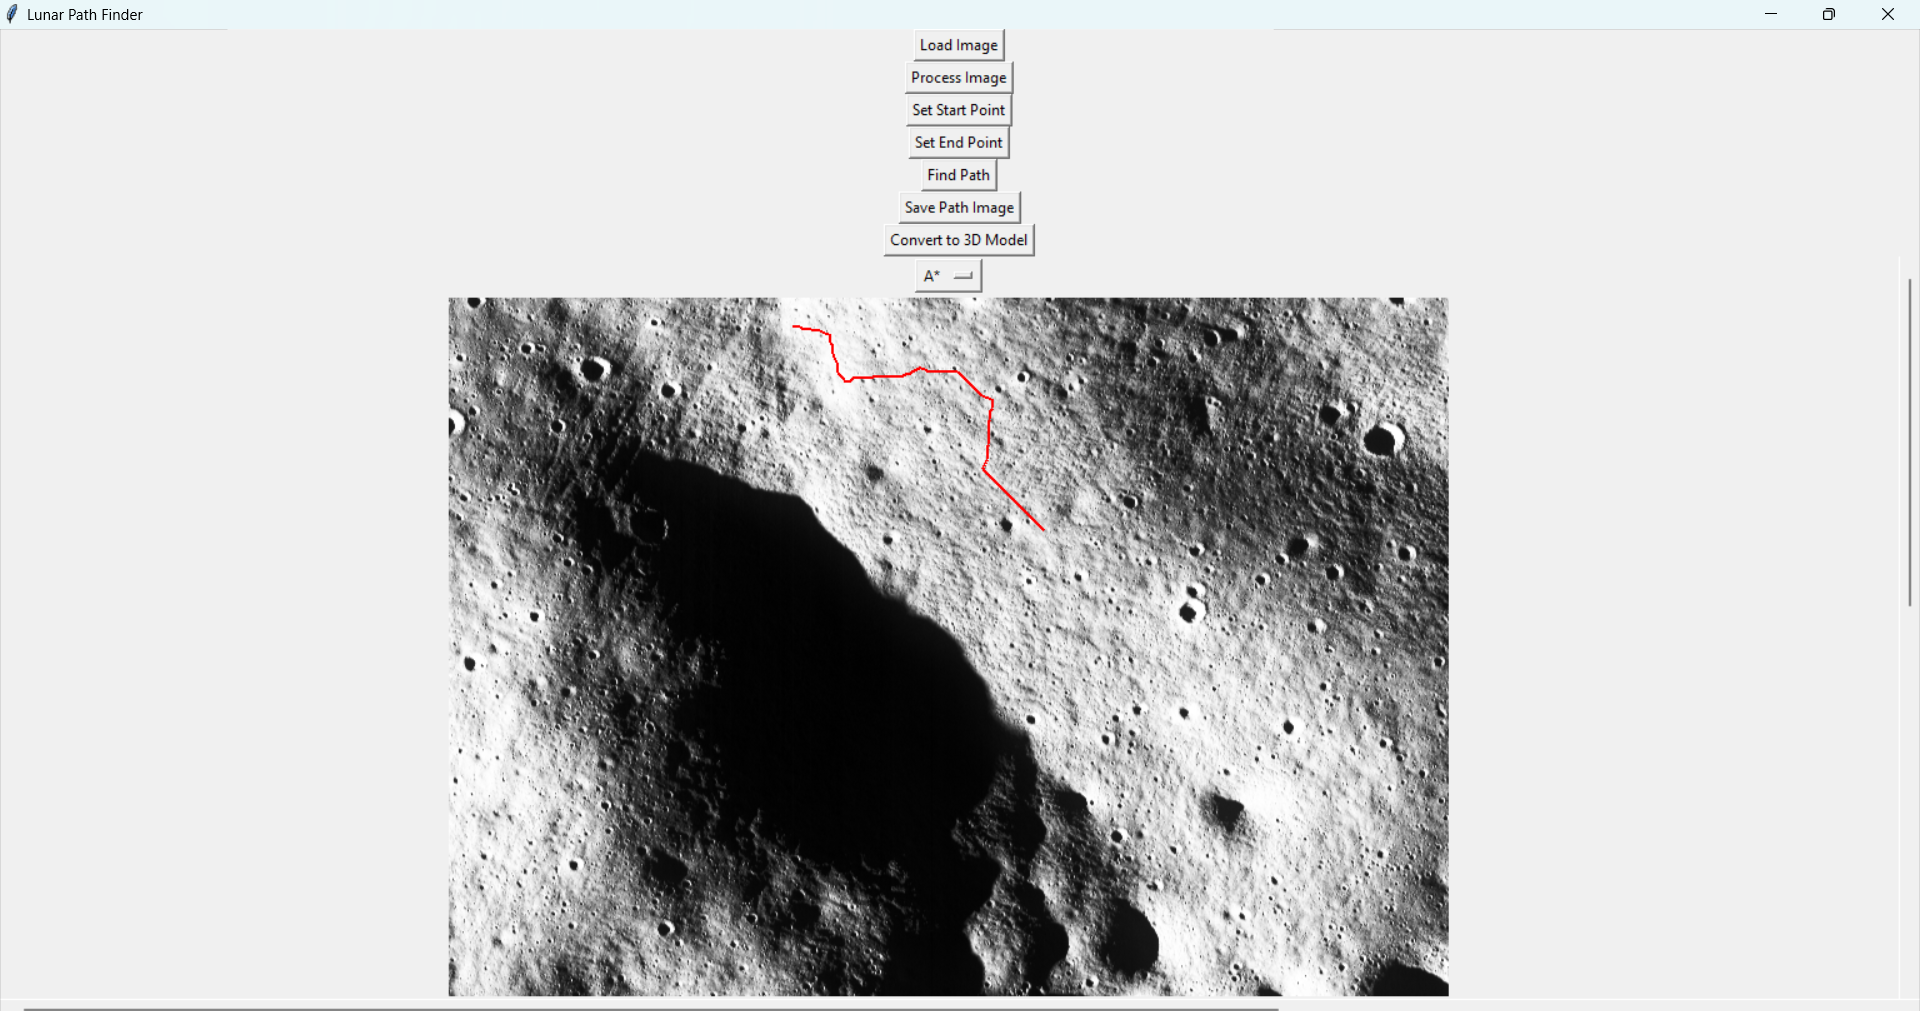 Lunar Path Finder
Load Image
Process Image
Set Start Point
Set End Point
Find Path
Save Path Image
Convert to 3D Model
A*